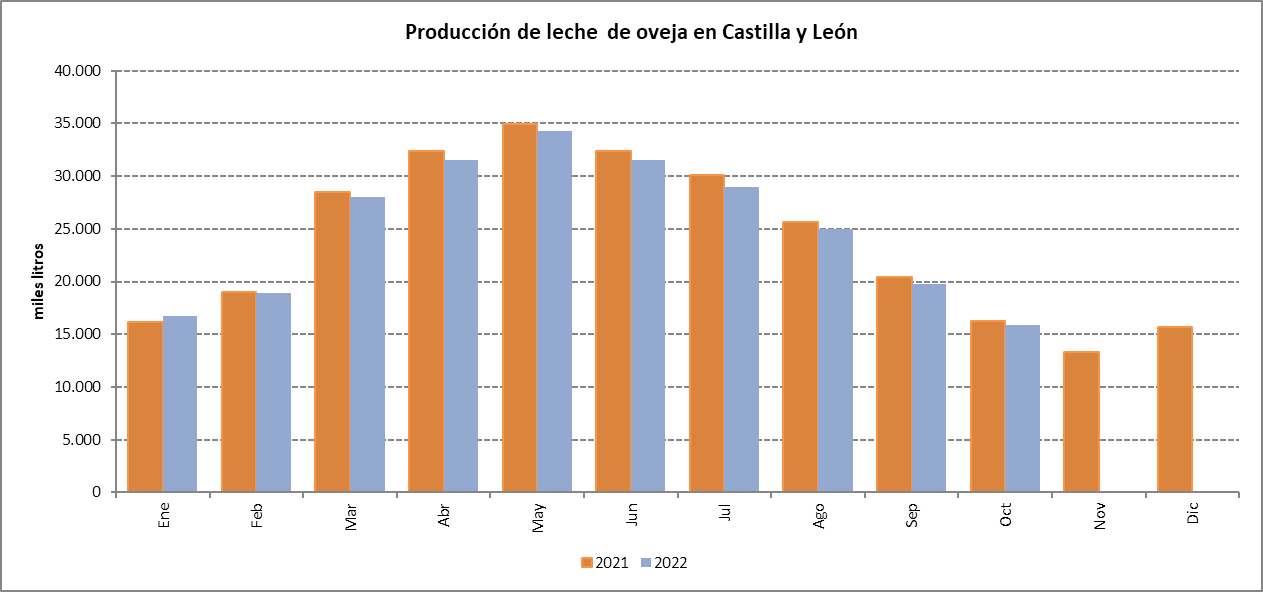 Producción de leche de oveja en Castilla y León
miles litros
40.000
35.000
30.000
25.000
20.000
15.000
10.000
5.000
0
Ene
Feb
Mar
Abr
May
Jun
Jul
Ago
Sep
Oct
Nov
Dic
2021
2022